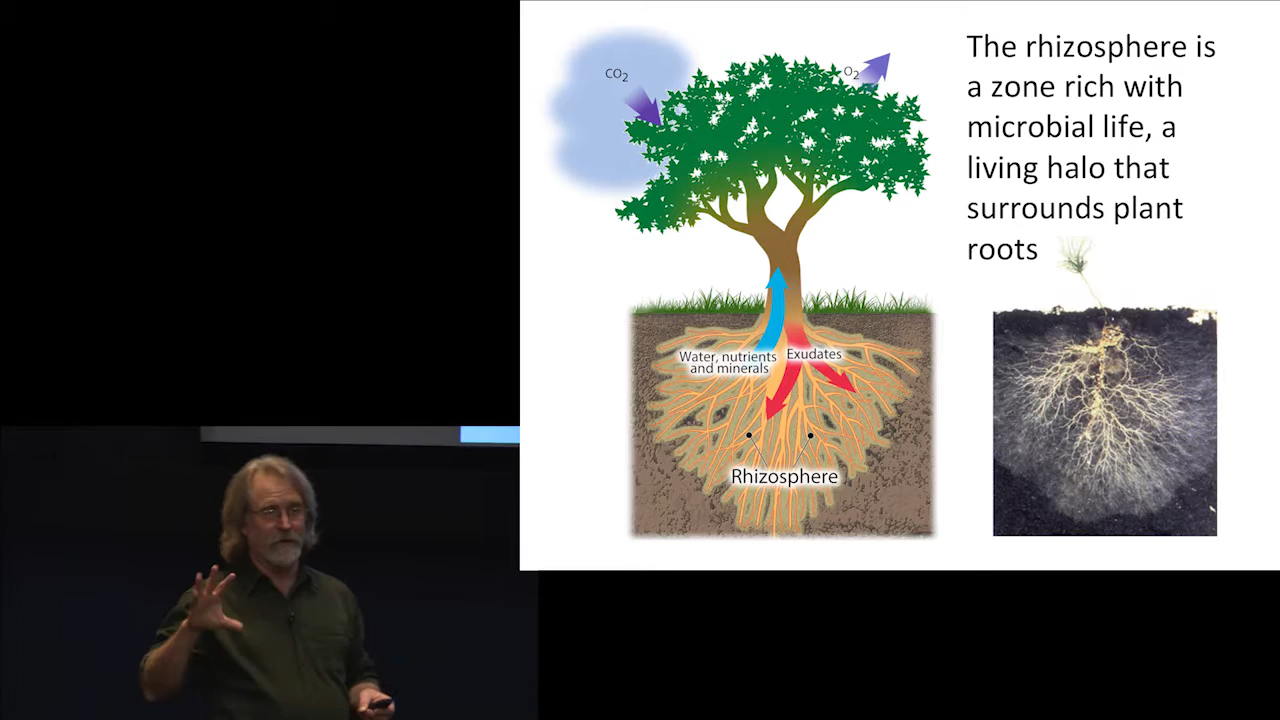 The rhizosphere is
a zone rich with
microbial life, a
living halo that
surrounds plant
roots
CO2
O2
Water, nutrients
and minerals
Exudates
Rhizosphere